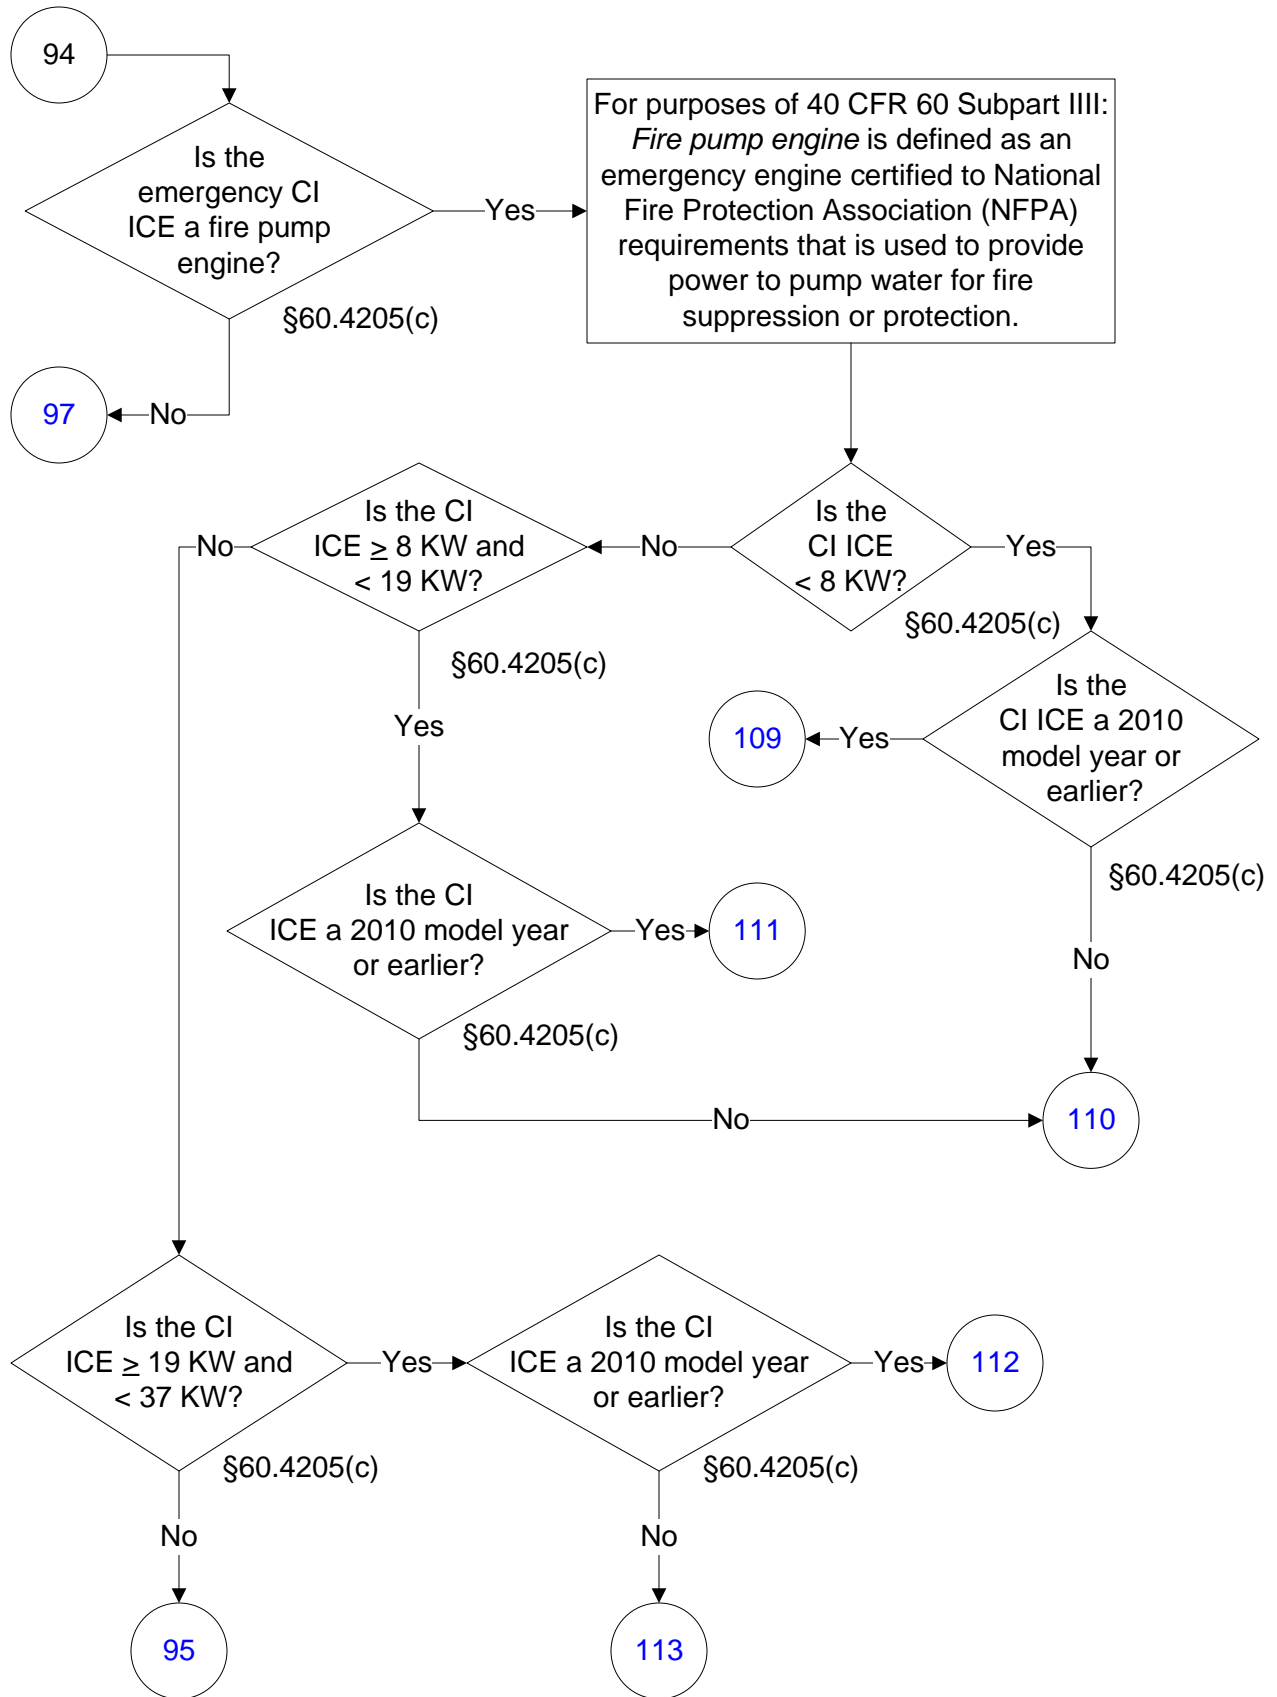 94
Is the
emergency CI
ICE a fire pump
engine?
Yes
For purposes of 40 CFR 60 Subpart IIII:
Fire pump engine is defined as an
emergency engine certified to National
Fire Protection Association (NFPA)
requirements that is used to provide
power to pump water for fire
suppression or protection.
§60.4205(c)
97
No
Is the
CI ICE
< 8 KW?
No
Yes
§60.4205(c)
Is the CI
ICE ≥ 8 KW and
< 19 KW?
No
§60.4205(c)
Yes
Is the
CI ICE a 2010
model year or
earlier?
Yes
109
§60.4205(c)
No
Is the CI
ICE a 2010 model year
or earlier?
Yes
111
§60.4205(c)
No
110
Is the CI
ICE ≥ 19 KW and
< 37 KW?
Yes
§60.4205(c)
No
95
Is the CI
ICE a 2010 model year
or earlier?
Yes
112
§60.4205(c)
No
113